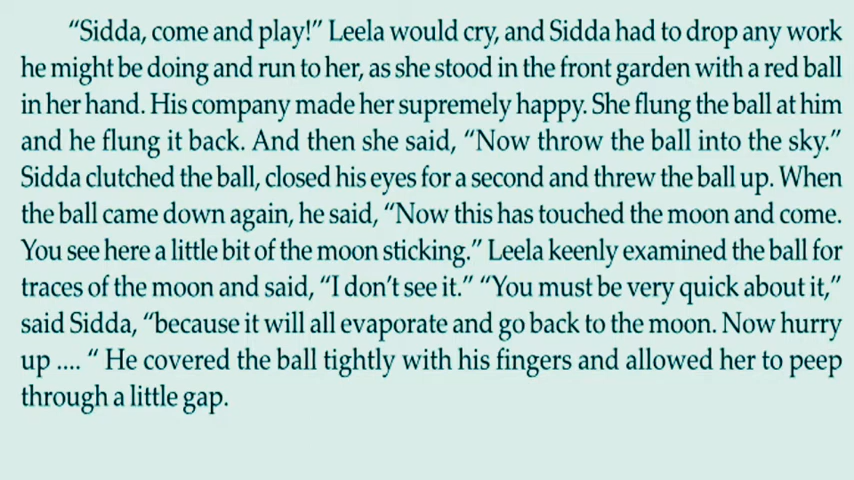 “Sidda, come and play!” Leela would cry, and Sidda had to drop any work
he might be doing and run to her, as she stood in the front garden with a red ball
in her hand. His company made her supremely happy. She flung the ball at him
and he flung it back. And then she said, “Now throw the ball into the sky.”
Sidda clutched the ball, closed his eyes for a second and threw the ball up. When
the ball came down again, he said, “Now this has touched the moon and come.
You see here a little bit of the moon sticking.” Leela keenly examined the ball for
traces of the moon and said, “I don’t see it.” “You must be very quick about it,”
said Sidda, “because it will all evaporate and go back to the moon. Now hurry
up .... “ He covered the ball tightly with his fingers and allowed her to peep
through a little gap.